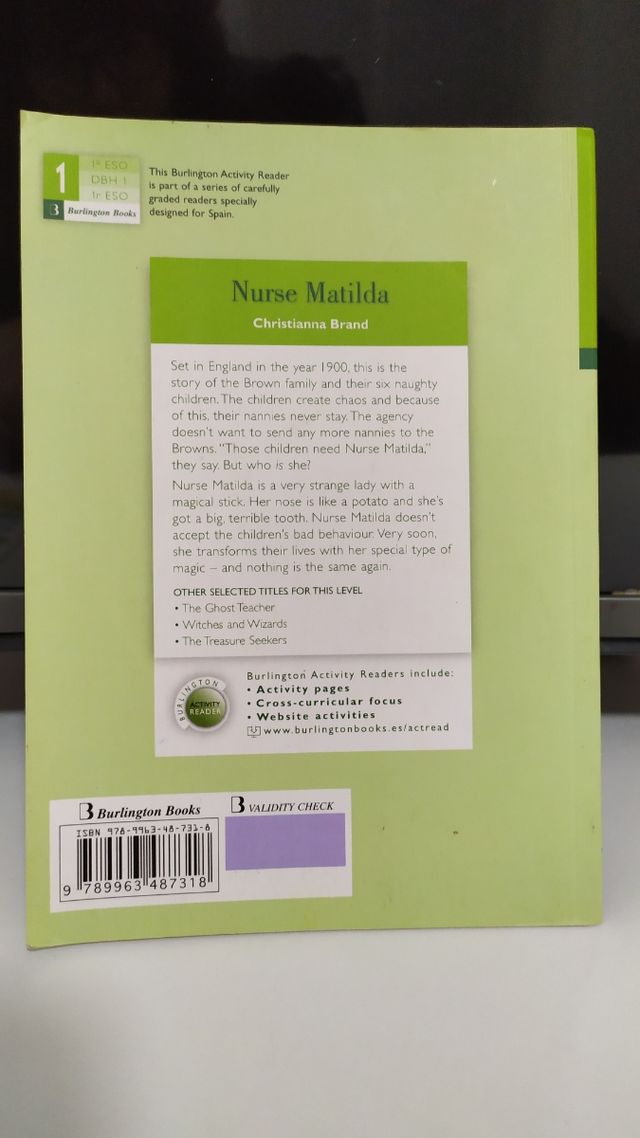 1
1º ESO
DBH 1
1r ESO
B Burlington Books
This Burlington Activity Reader
is part of a series of carefully
graded readers specially
designed for Spain.
Nurse Matilda
Christianna Brand
Set in England in the year 1900, this is the
story of the Brown family and their six naughty
children. The children create chaos and because
of this, their nannies never stay. The agency
doesn't want to send any more nannies to the
Browns. "Those children need Nurse Matilda,"
they say. But who is she?
Nurse Matilda is a very strange lady with a
magical stick. Her nose is like a potato and she's
got a big, terrible tooth. Nurse Matilda doesn't
accept the children's bad behaviour. Very soon,
she transforms their lives with her special type of
magic – and nothing is the same again.
OTHER SELECTED TITLES FOR THIS LEVEL
• The Ghost Teacher
• Witches and Wizards
• The Treasure Seekers
BURLINGTON
ACTIVITY
READER
Burlington Activity Readers include:
• Activity pages
• Cross-curricular focus
• Website activities
www.burlingtonbooks.es/actread
B Burlington Books
ISBN 978-9963-48-731-8
9 789963 487318
B VALIDITY CHECK